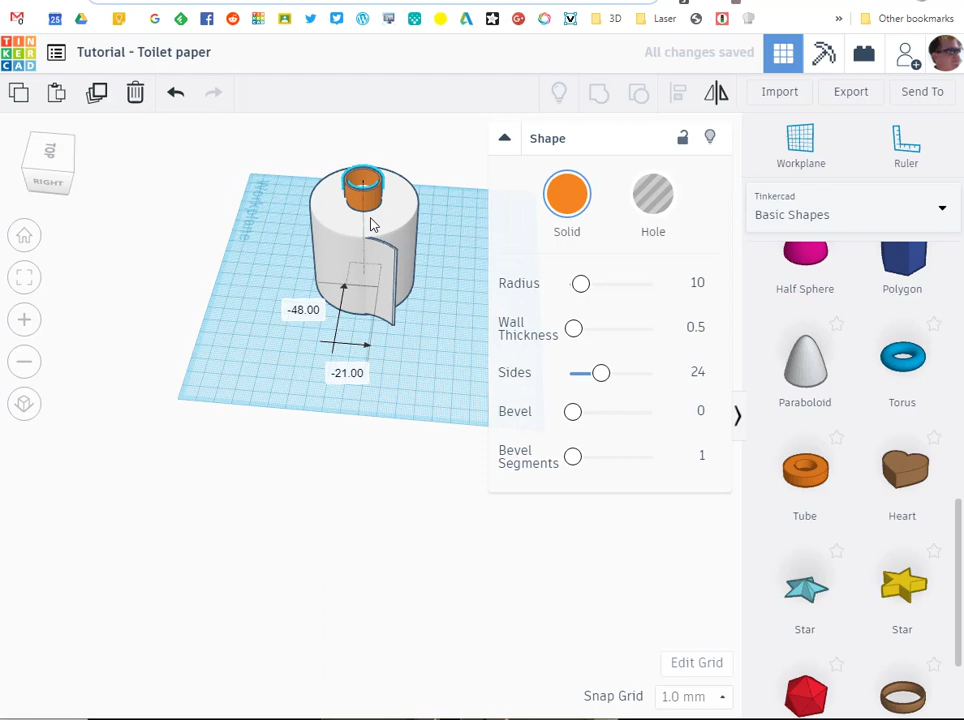 25
3D
Laser
»
Other bookmarks
TIN
KER
CAD
Tutorial - Toilet paper
All changes saved
Import
Export
Send To
TOP
RIGHT
Workplane
-48.00
-21.00
Shape
Solid
Hole
Radius
10
Wall
Thickness
0.5
Sides
24
Bevel
0
Bevel
Segments
1
Workplane
Ruler
Tinkercad
Basic Shapes
Half Sphere
Polygon
Paraboloid
Torus
Tube
Heart
Star
Star
Edit Grid
Snap Grid
1.0 mm